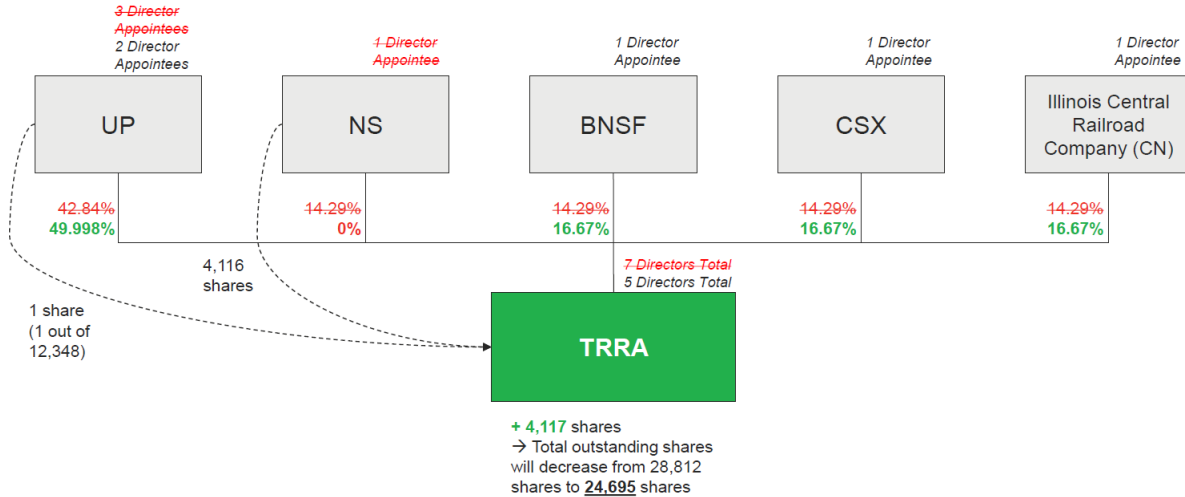 3 Director
Appointees
2 Director
Appointees
1 Director
Appointee
1 Director
Appointee
1 Director
Appointee
1 Director
Appointee
UP
NS
BNSF
CSX
Illinois Central
Railroad
Company (CN)
42.84%
49.998%
14.29%
0%
14.29%
16.67%
14.29%
16.67%
14.29%
16.67%
4,116
shares
7 Directors Total
5 Directors Total
1 share
(1 out of
12,348)
TRRA
+ 4,117 shares
→ Total outstanding shares
will decrease from 28,812
shares to 24,695 shares